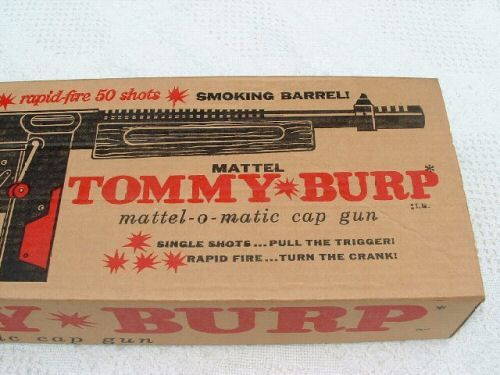 rapid-fire 50 shots SMOKING BARREL!
MATTEL
TOMMY*BURP*
T.M.
mattel-o-matic cap gun
SINGLE SHOTS...PULL THE TRIGGER!
RAPID FIRE...TURN THE CRANK!
MY*BURP*
ic cap gun